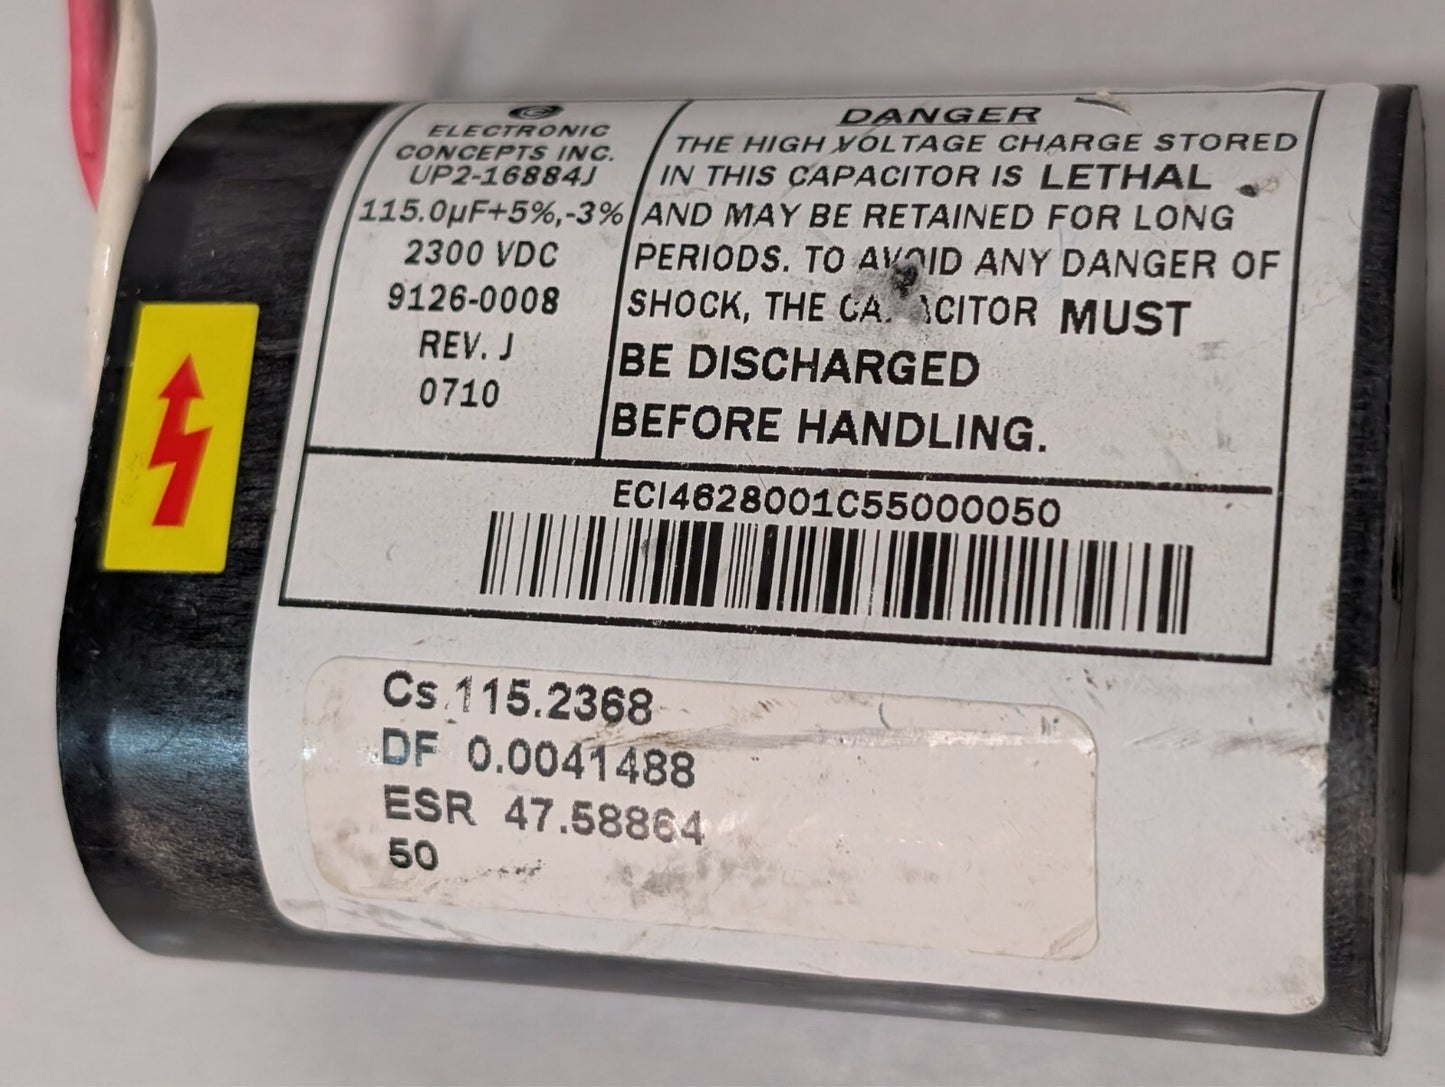 ELECTRONIC
CONCEPTS INC.
UP2-16884J
115.0µF+5%,-3%
2300 VDC
9126-0008
REV. J
0710
DANGER
THE HIGH VOLTAGE CHARGE STORED
IN THIS CAPACITOR IS LETHAL
AND MAY BE RETAINED FOR LONG
PERIODS. TO AVOID ANY DANGER OF
SHOCK, THE CAPACITOR MUST
BE DISCHARGED
BEFORE HANDLING.
ECI4628001C55000050
Cs 115.2368
DF 0.0041488
ESR 47.58864
50